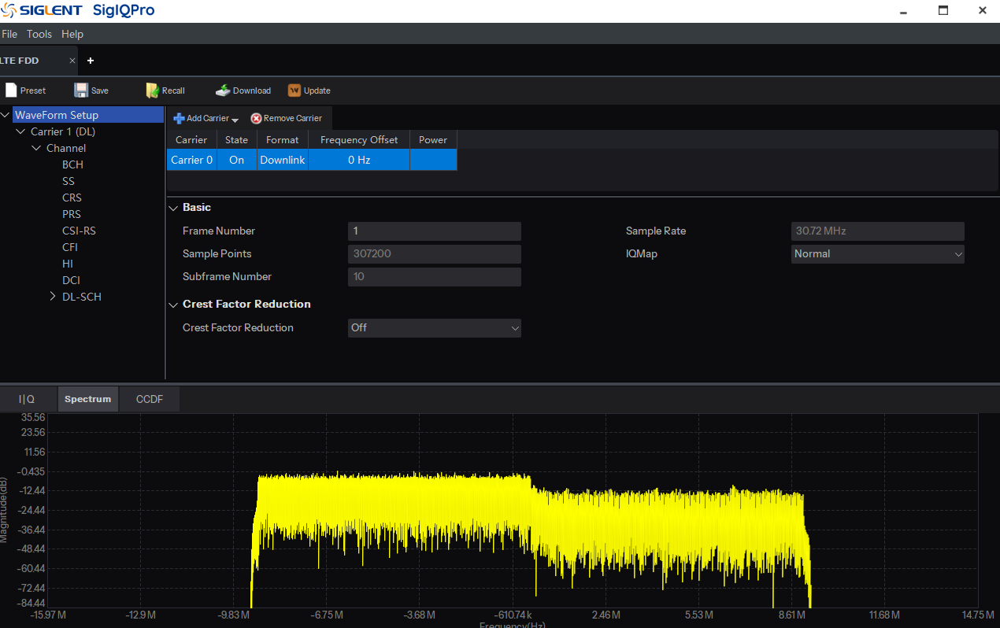 SIGLENT SigIQPro
File Tools Help
LTE FDD
Preset Save Recall Download Update
WaveForm Setup
Carrier 1 (DL)
Channel
BCH
SS
CRS
PRS
CSI-RS
CFI
HI
DCI
DL-SCH
Add Carrier Remove Carrier
Carrier State Format Frequency Offset Power
Carrier 0 On Downlink 0 Hz
Basic
Frame Number 1 Sample Rate 30.72 MHz
Sample Points 307200 IQMap Normal
Subframe Number 10
Crest Factor Reduction
Crest Factor Reduction Off
I|Q Spectrum CCDF
35.56
23.56
11.56
-0.435
-12.44
-24.44
-36.44
-48.44
-60.44
-72.44
-84.44
Magnitude(dB)
-15.97 M -12.9 M -9.83 M -6.75 M -3.68 M -610.74 k 2.46 M 5.53 M 8.61 M 11.68 M 14.75 M
Frequency(Hz)